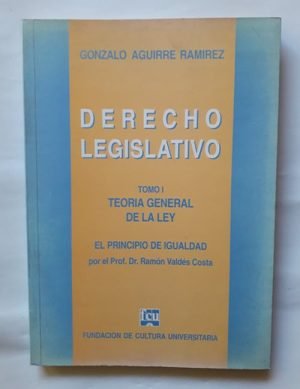 GONZALO AGUIRRE RAMIREZ
DERECHO
LEGISLATIVO
TOMO I
TEORIA GENERAL
DE LA LEY
EL PRINCIPIO DE IGUALDAD
por el Prof. Dr. Ramón Valdés Costa
fcu
FUNDACION DE CULTURA UNIVERSITARIA